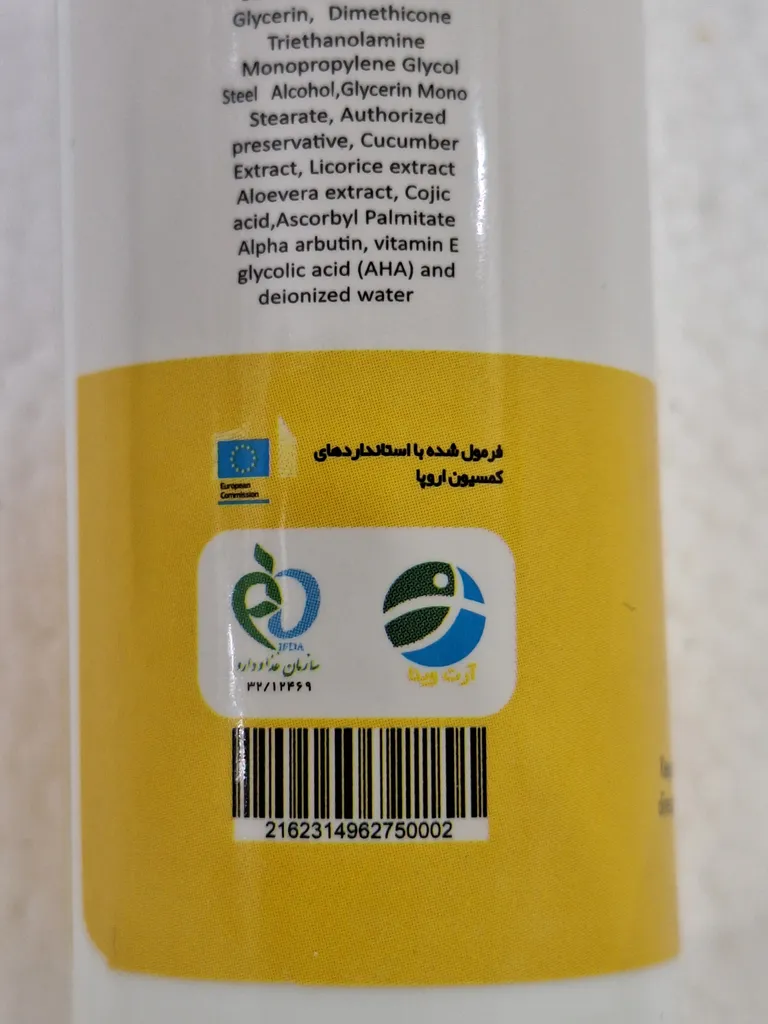 Glycerin, Dimethicone
Triethanolamine
Monopropylene Glycol
Steel Alcohol,Glycerin Mono
Stearate, Authorized
preservative, Cucumber
Extract, Licorice extract
Aloevera extract, Cojic
acid,Ascorbyl Palmitate
Alpha arbutin, vitamin E
glycolic acid (AHA) and
deionized water
فرمول شده با استانداردهای
کمسیون اروپا
European
Commission
IFDA
سازمان غذا و دارو
۳۲/۱۲۴۶۹
آرت ویتا
2162314962750002